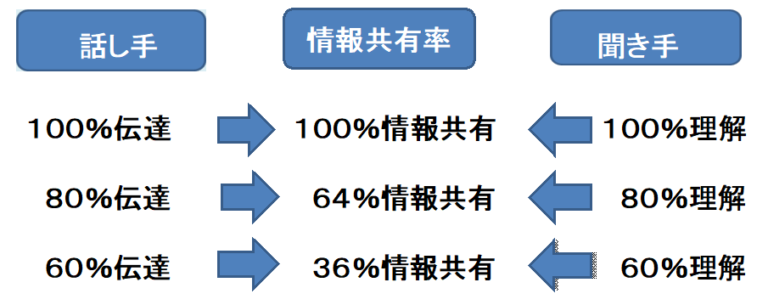 話し手 情報共有率 聞き手
100%伝達 100%情報共有 100%理解
80%伝達 64%情報共有 80%理解
60%伝達 36%情報共有 60%理解